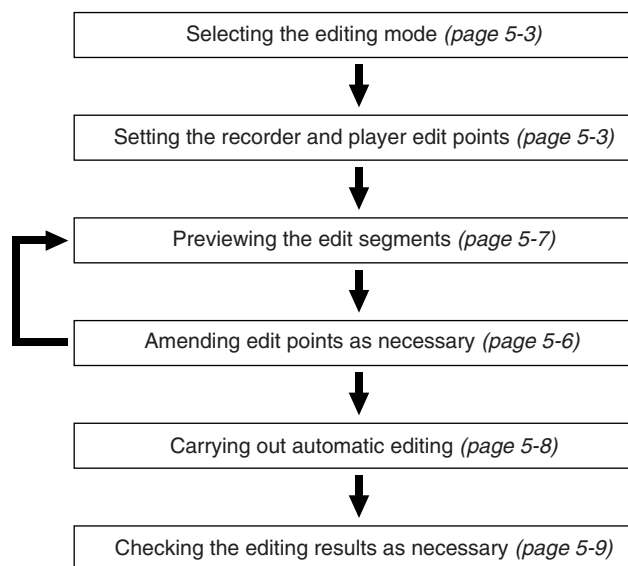 Selecting the editing mode (page 5-3)
Setting the recorder and player edit points (page 5-3)
Previewing the edit segments (page 5-7)
Amending edit points as necessary (page 5-6)
Carrying out automatic editing (page 5-8)
Checking the editing results as necessary (page 5-9)